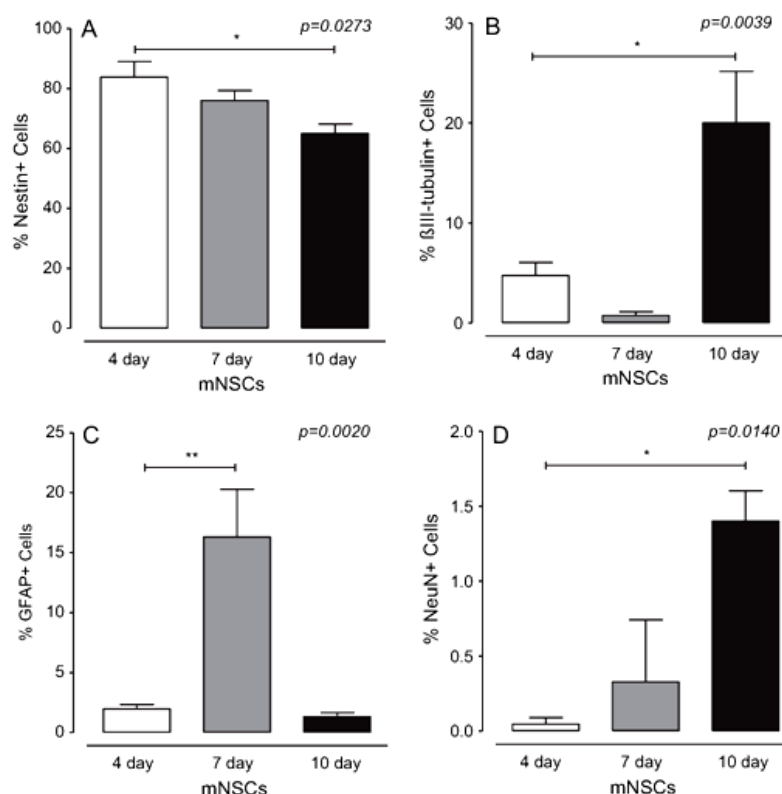 A
p=0.0273
*
100
80
60
40
20
0
% Nestin+ Cells
4 day 7 day 10 day
mNSCs
B
p=0.0039
*
30
20
10
0
% ßIII-tubulin+ Cells
4 day 7 day 10 day
mNSCs
C
p=0.0020
**
25
20
15
10
5
0
% GFAP+ Cells
4 day 7 day 10 day
mNSCs
D
p=0.0140
*
2.0
1.5
1.0
0.5
0.0
% NeuN+ Cells
4 day 7 day 10 day
mNSCs